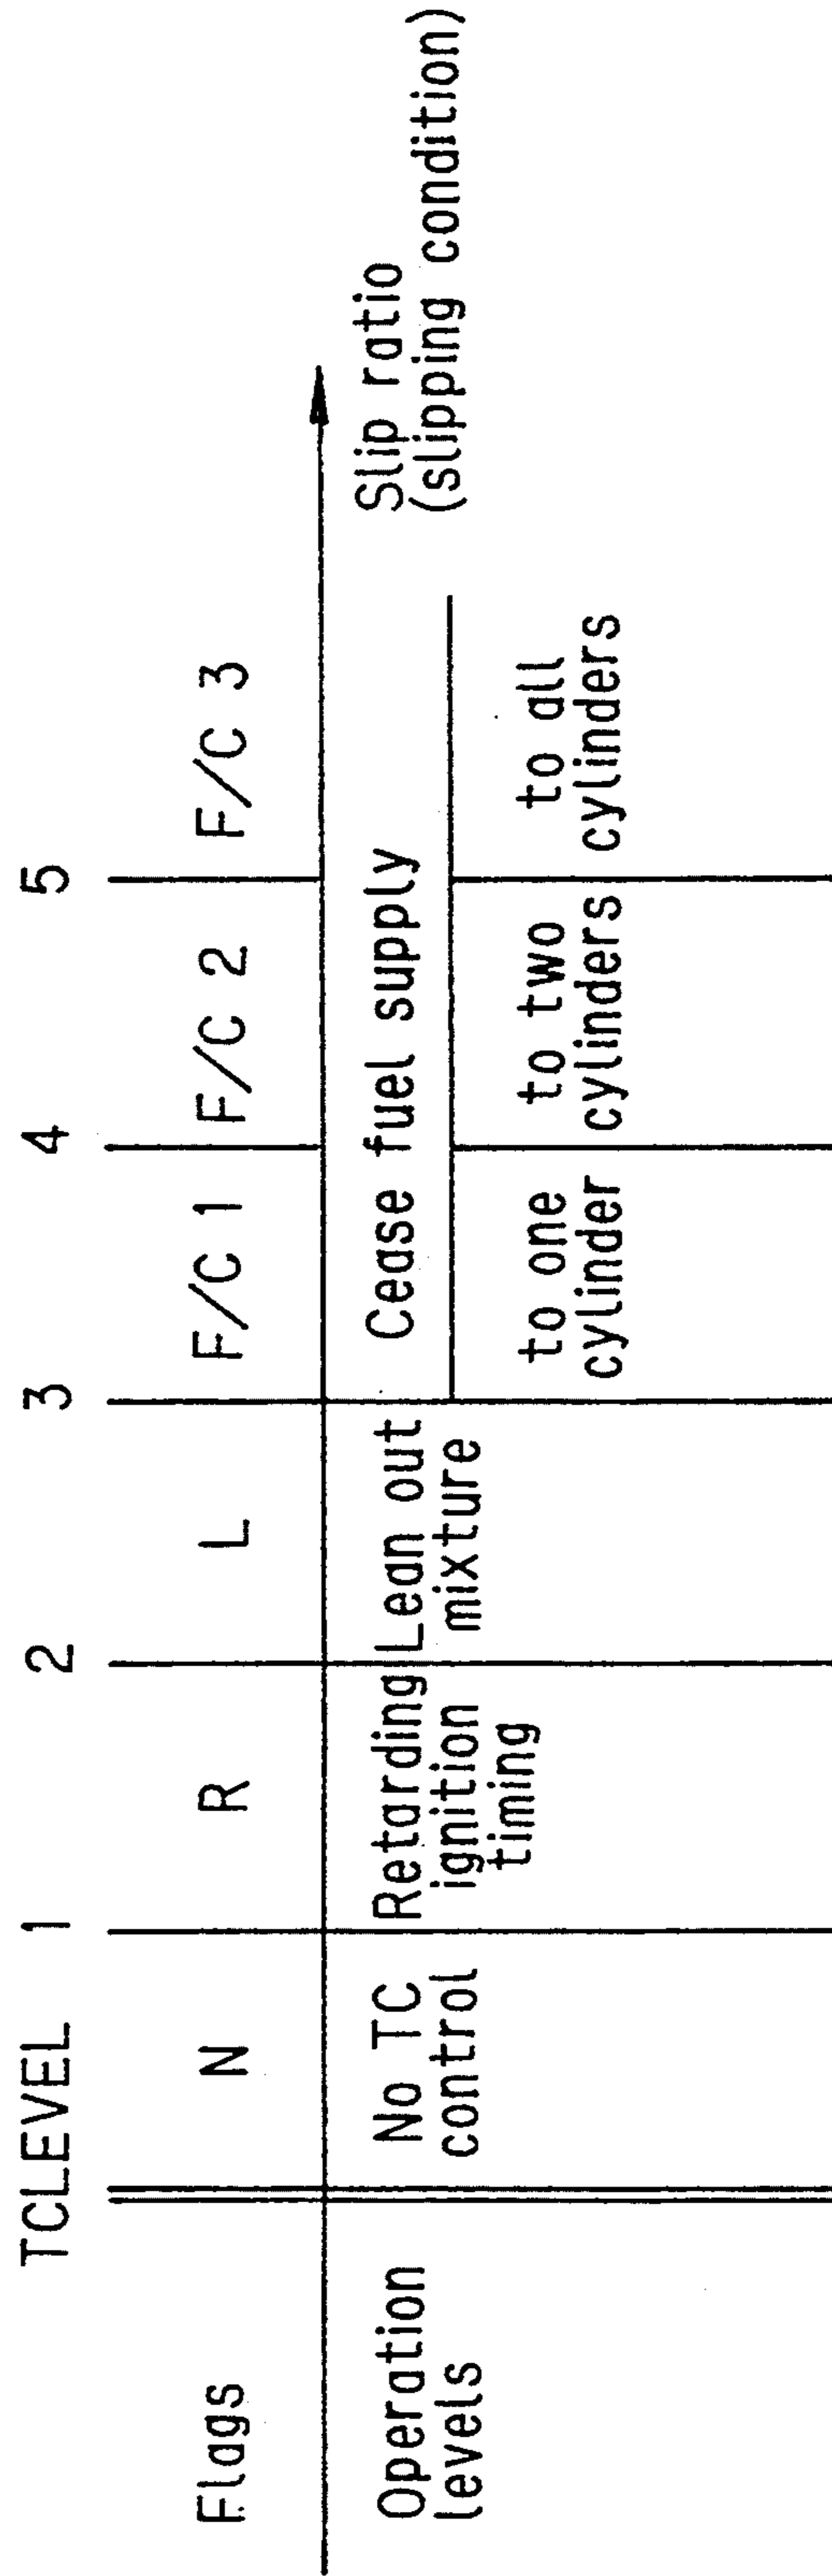 TCLEVEL 1 2 3 4 5
Flags N R L F/C 1 F/C 2 F/C 3
Operation
levels
No TC
control
Retarding
ignition
timing
Lean out
mixture
Cease fuel supply
to one
cylinder
to two
cylinders
to all
cylinders
Slip ratio
(slipping condition)